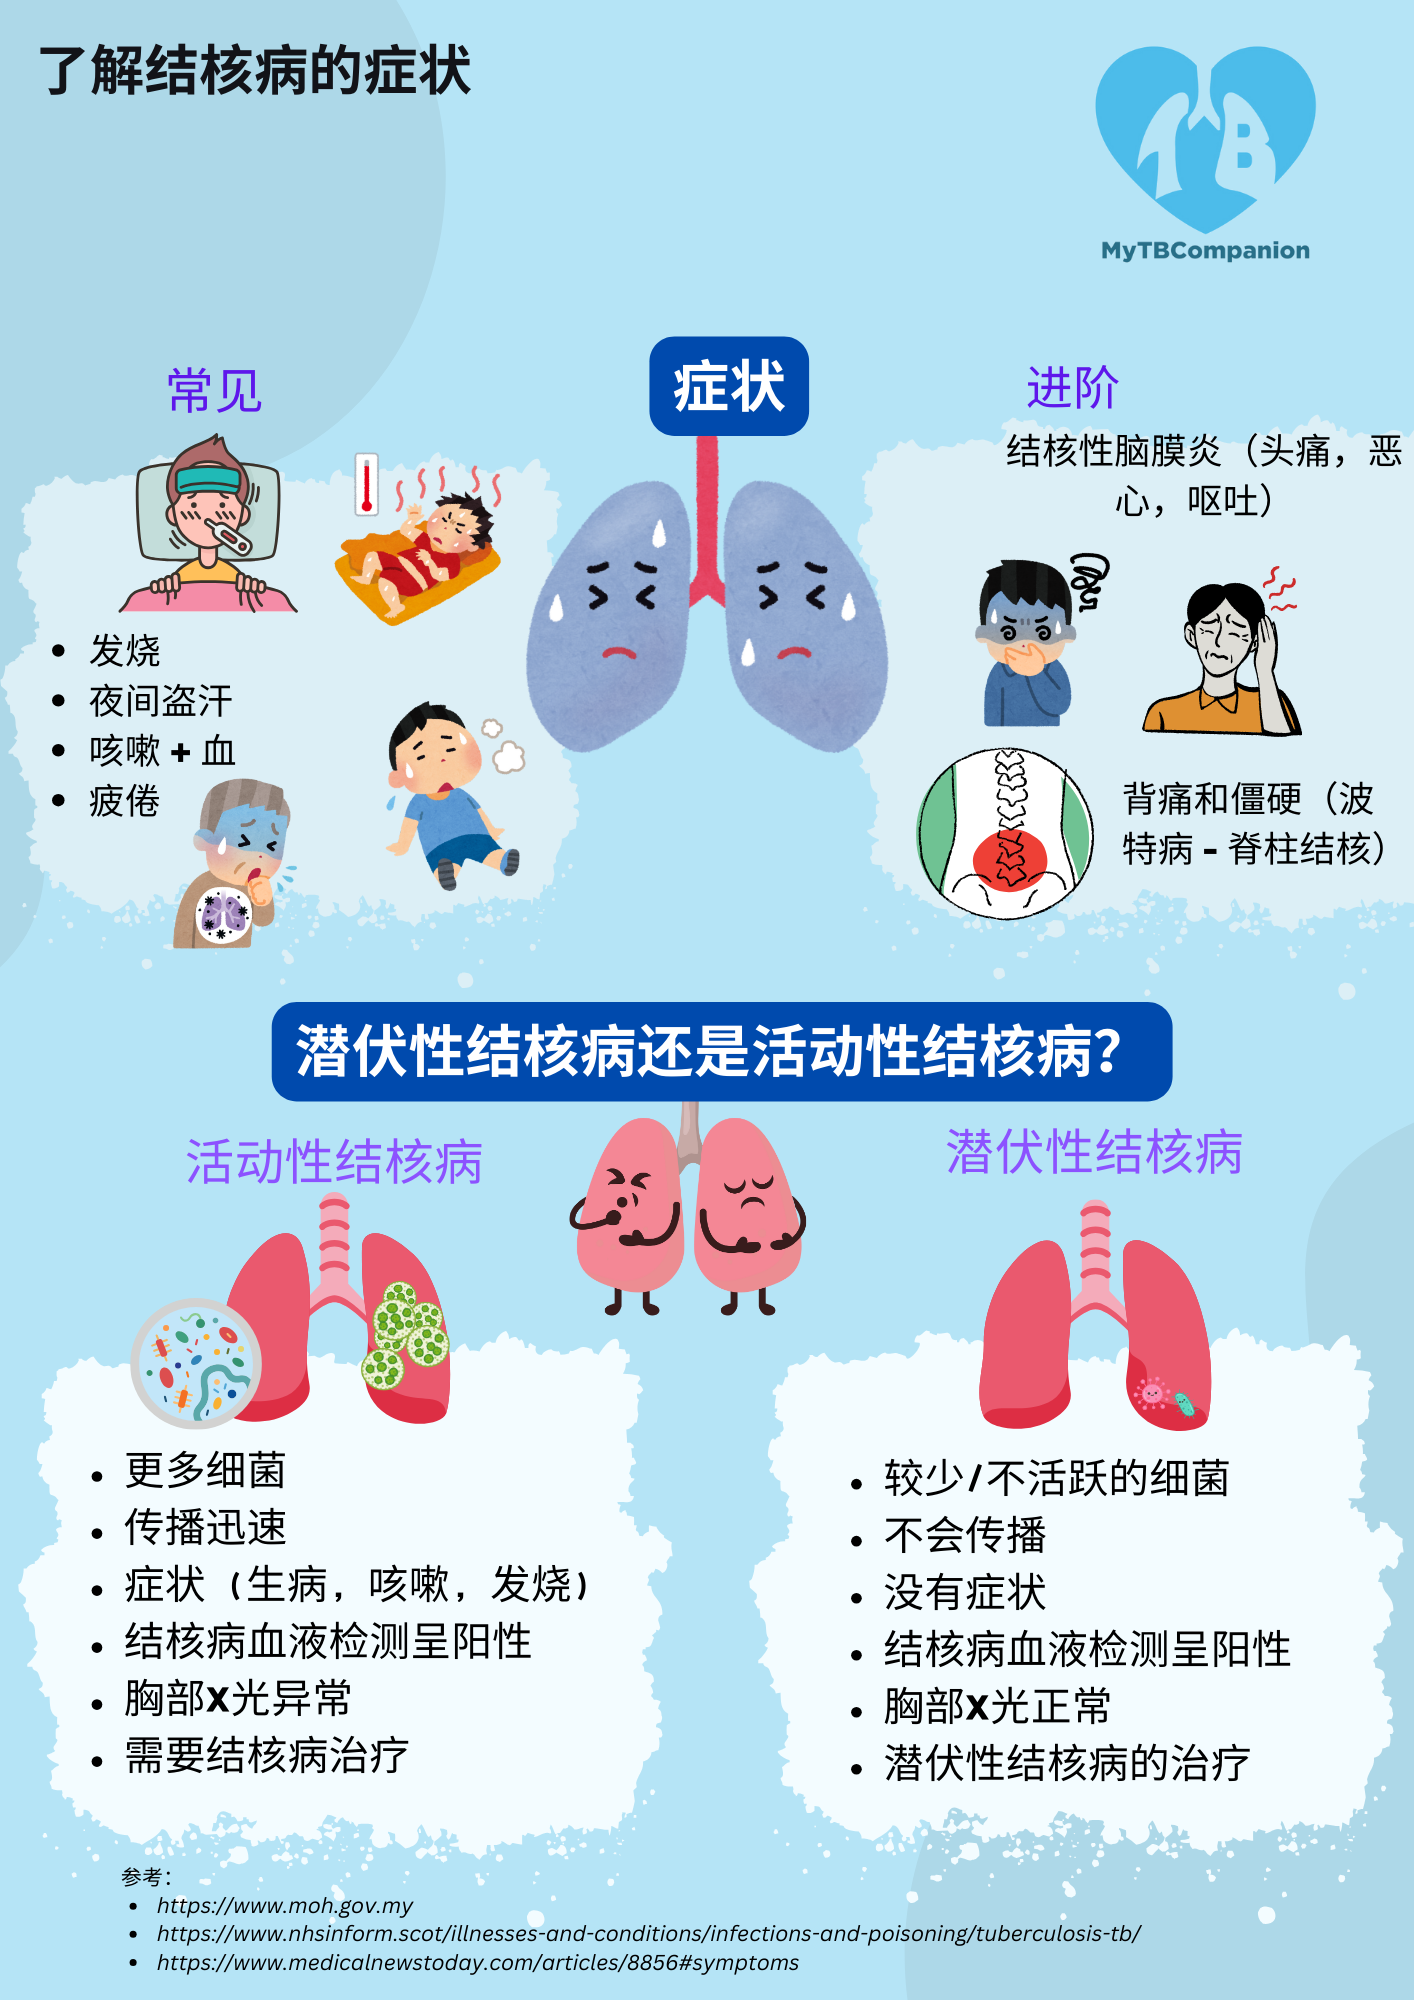 了解结核病的症状
TB
MyTBCompanion
症状
常见
发烧
夜间盗汗
咳嗽 + 血
疲倦
进阶
结核性脑膜炎（头痛，恶
心，呕吐）
背痛和僵硬（波
特病 - 脊柱结核）
潜伏性结核病还是活动性结核病？
活动性结核病
更多细菌
传播迅速
症状（生病，咳嗽，发烧）
结核病血液检测呈阳性
胸部X光异常
需要结核病治疗
潜伏性结核病
较少/不活跃的细菌
不会传播
没有症状
结核病血液检测呈阳性
胸部X光正常
潜伏性结核病的治疗
参考：
https://www.moh.gov.my
https://www.nhsinform.scot/illnesses-and-conditions/infections-and-poisoning/tuberculosis-tb/
https://www.medicalnewstoday.com/articles/8856#symptoms